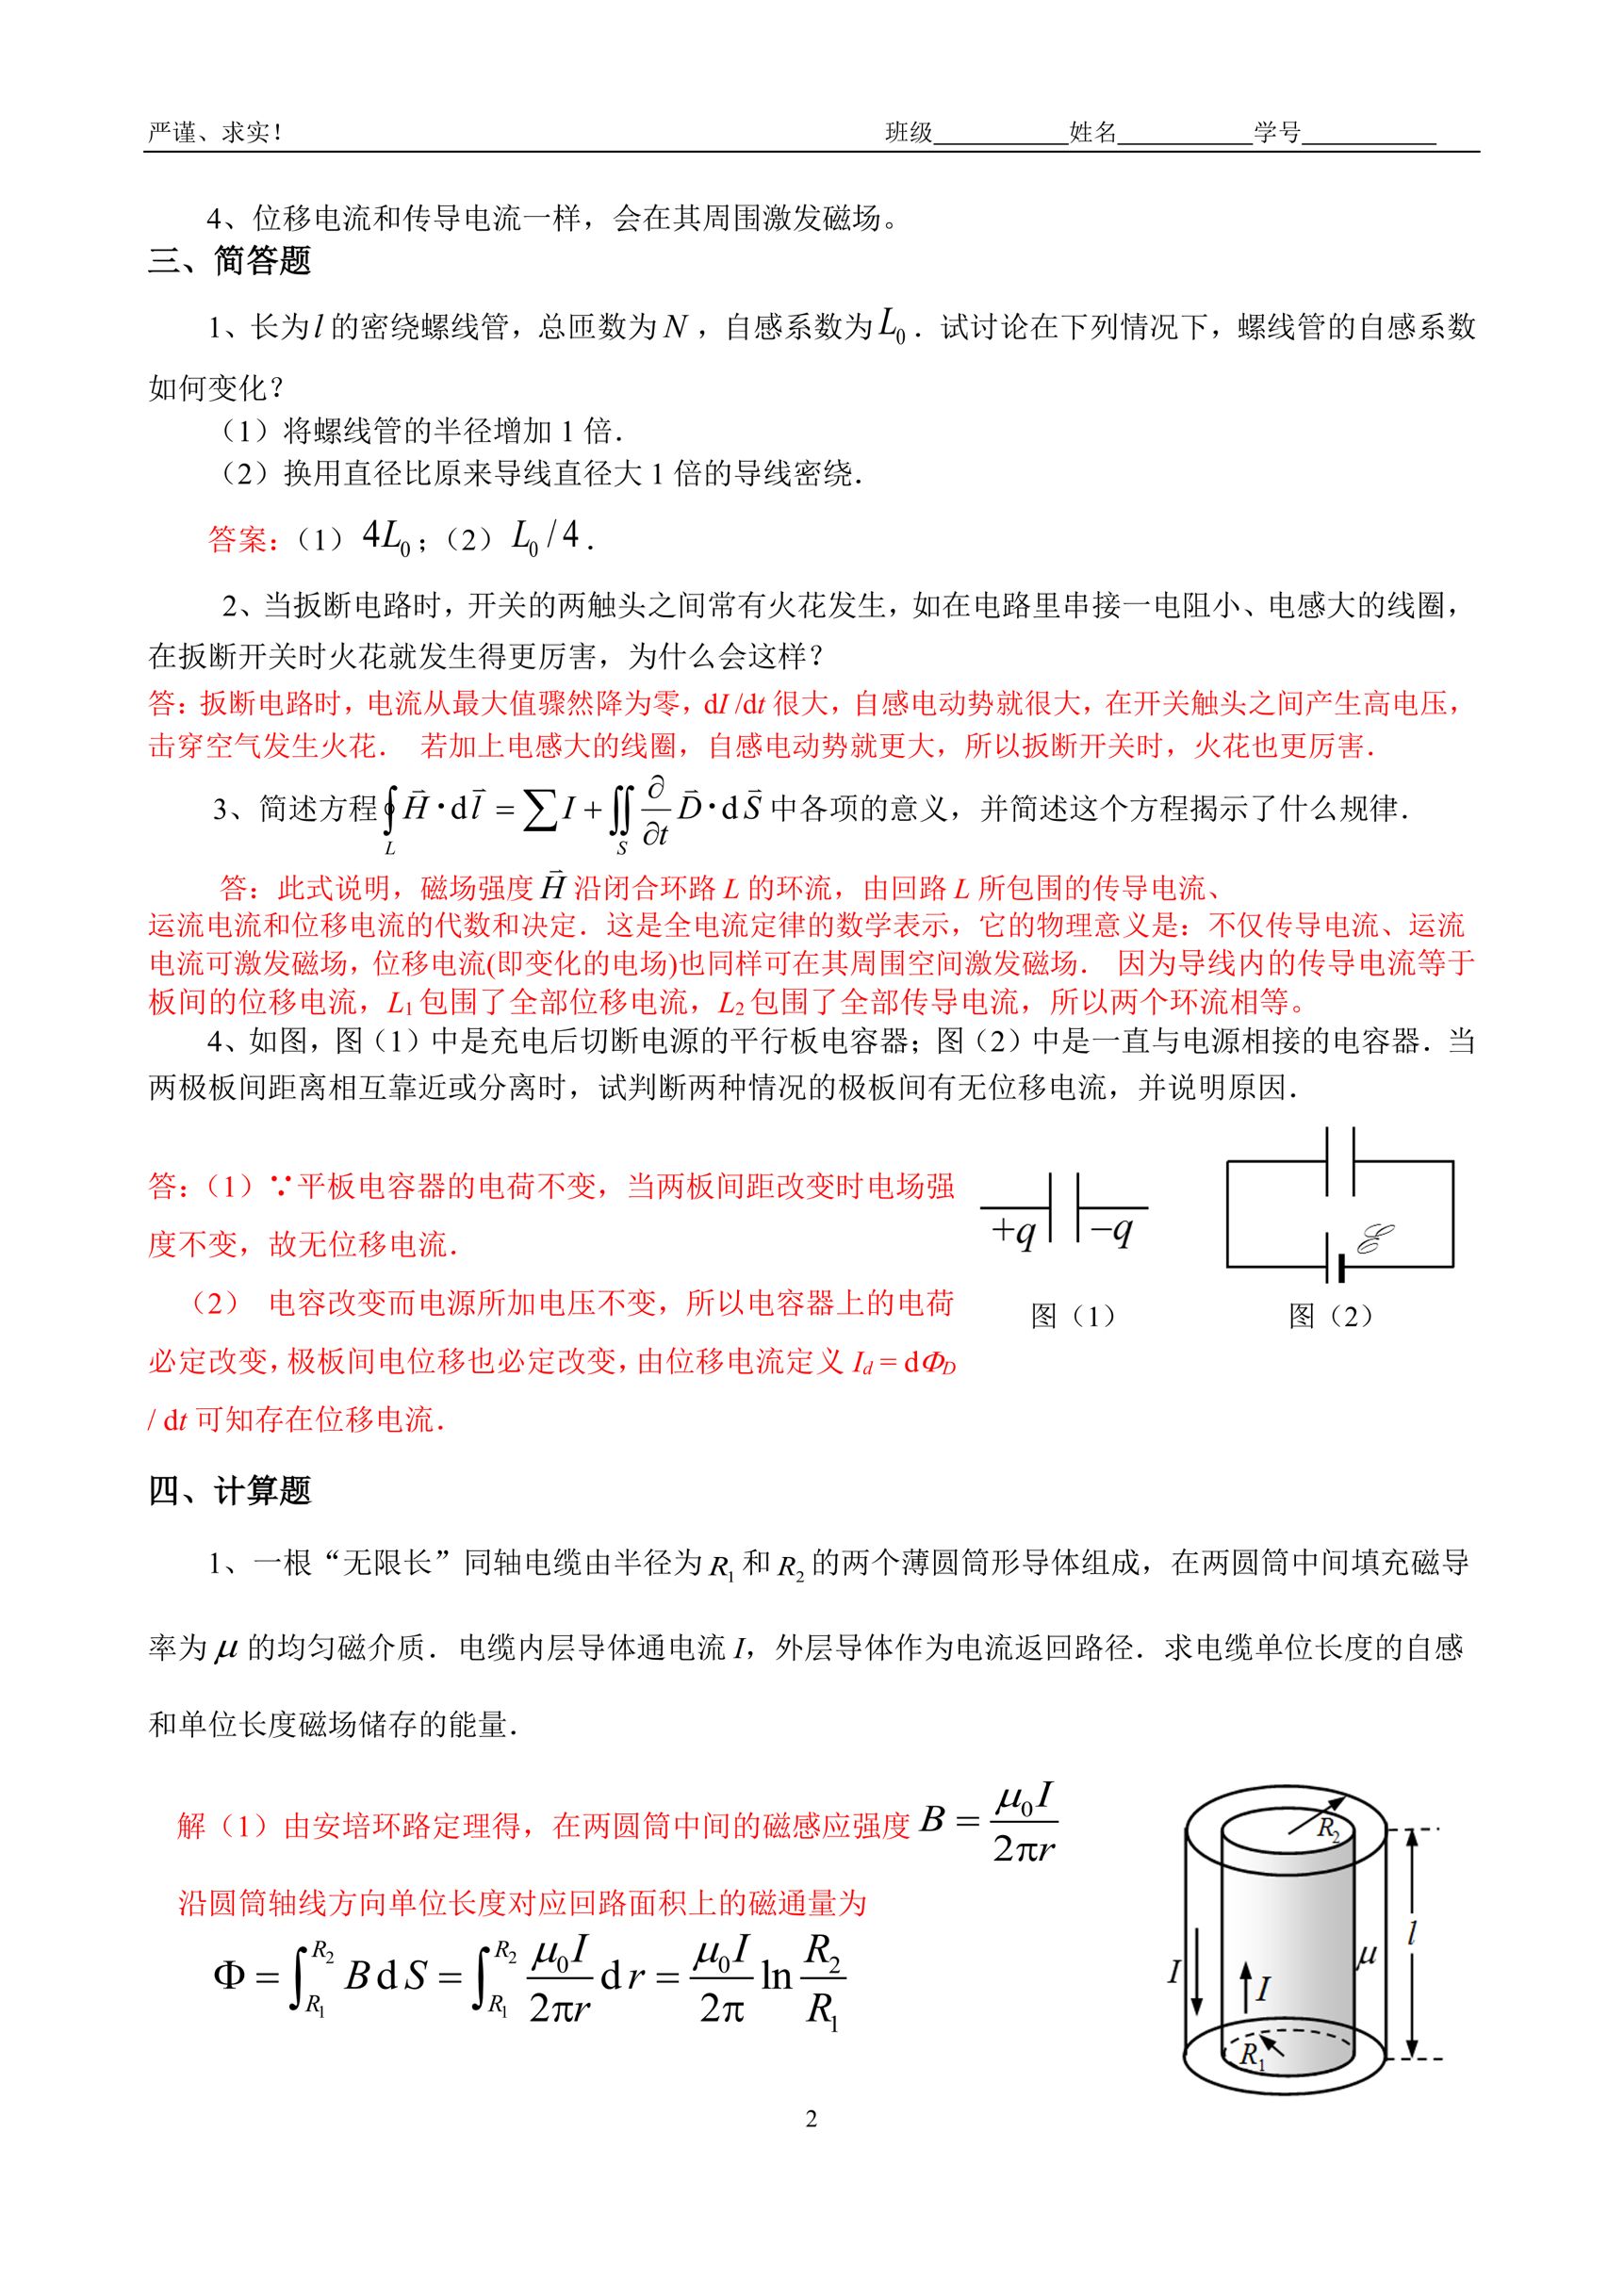 严谨、求实！ 班级___________姓名___________学号___________
4、位移电流和传导电流一样，会在其周围激发磁场。
三、简答题
1、长为 l 的密绕螺线管，总匝数为 N ，自感系数为 L₀ ．试讨论在下列情况下，螺线管的自感系数
如何变化？
（1）将螺线管的半径增加 1 倍．
（2）换用直径比原来导线直径大 1 倍的导线密绕．
答案：（1） 4L₀ ；（2） L₀ / 4 ．
2、当扳断电路时，开关的两触头之间常有火花发生，如在电路里串接一电阻小、电感大的线圈，
在扳断开关时火花就发生得更厉害，为什么会这样？
答：扳断电路时，电流从最大值骤然降为零，dI /dt 很大，自感电动势就很大，在开关触头之间产生高电压，
击穿空气发生火花． 若加上电感大的线圈，自感电动势就更大，所以扳断开关时，火花也更厉害．
3、简述方程 ∮_L H⃗ · d l⃗ = ∑ I + ∬_S ∂/∂t D⃗ · d S⃗ 中各项的意义，并简述这个方程揭示了什么规律．
答：此式说明，磁场强度 H⃗ 沿闭合环路 L 的环流，由回路 L 所包围的传导电流、
运流电流和位移电流的代数和决定．这是全电流定律的数学表示，它的物理意义是：不仅传导电流、运流
电流可激发磁场，位移电流(即变化的电场)也同样可在其周围空间激发磁场． 因为导线内的传导电流等于
板间的位移电流，L₁ 包围了全部位移电流，L₂ 包围了全部传导电流，所以两个环流相等。
4、如图，图（1）中是充电后切断电源的平行板电容器；图（2）中是一直与电源相接的电容器．当
两极板间距离相互靠近或分离时，试判断两种情况的极板间有无位移电流，并说明原因．
答：（1）∵平板电容器的电荷不变，当两板间距改变时电场强
度不变，故无位移电流．
（2） 电容改变而电源所加电压不变，所以电容器上的电荷
必定改变，极板间电位移也必定改变，由位移电流定义 I_d = dΦ_D
/ dt 可知存在位移电流．
+q −q
ℰ
图（1） 图（2）
四、计算题
1、一根“无限长”同轴电缆由半径为 R₁ 和 R₂ 的两个薄圆筒形导体组成，在两圆筒中间填充磁导
率为 μ 的均匀磁介质．电缆内层导体通电流 I，外层导体作为电流返回路径．求电缆单位长度的自感
和单位长度磁场储存的能量．
解（1）由安培环路定理得，在两圆筒中间的磁感应强度 B = μ₀I / 2πr
沿圆筒轴线方向单位长度对应回路面积上的磁通量为
Φ = ∫_{R₁}^{R₂} B d S = ∫_{R₁}^{R₂} μ₀I / 2πr d r = μ₀I / 2π ln R₂ / R₁
R₂
l
μ
I
I
R₁
2